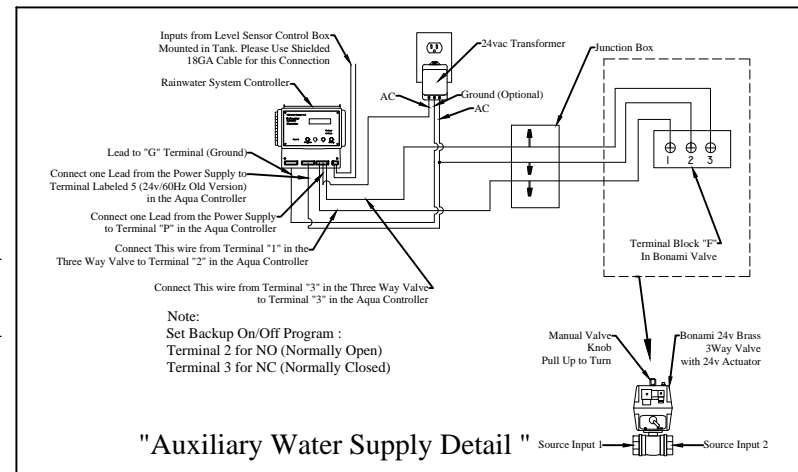 Inputs from Level Sensor Control Box
Mounted in Tank. Please Use Shielded
18GA Cable for this Connection
Rainwater System Controller
24vac Transformer
Junction Box
AC
Ground (Optional)
AC
Lead to "G" Terminal (Ground)
Connect one Lead from the Power Supply to
Terminal Labeled 5 (24v/60Hz Old Version)
in the Aqua Controller
Connect one Lead from the Power Supply
to Terminal "P" in the Aqua Controller
Connect This wire from Terminal "1" in the
Three Way Valve to Terminal "2" in the Aqua Controller
Connect This wire from Terminal "3" in the Three Way Valve
to Terminal "3" in the Aqua Controller
1 2 3
Terminal Block "F"
In Bonami Valve
Note:
Set Backup On/Off Program :
Terminal 2 for NO (Normally Open)
Terminal 3 for NC (Normally Closed)
Manual Valve
Knob
Pull Up to Turn
Bonami 24v Brass
3Way Valve
with 24v Actuator
"Auxiliary Water Supply Detail "
Source Input 1
Source Input 2